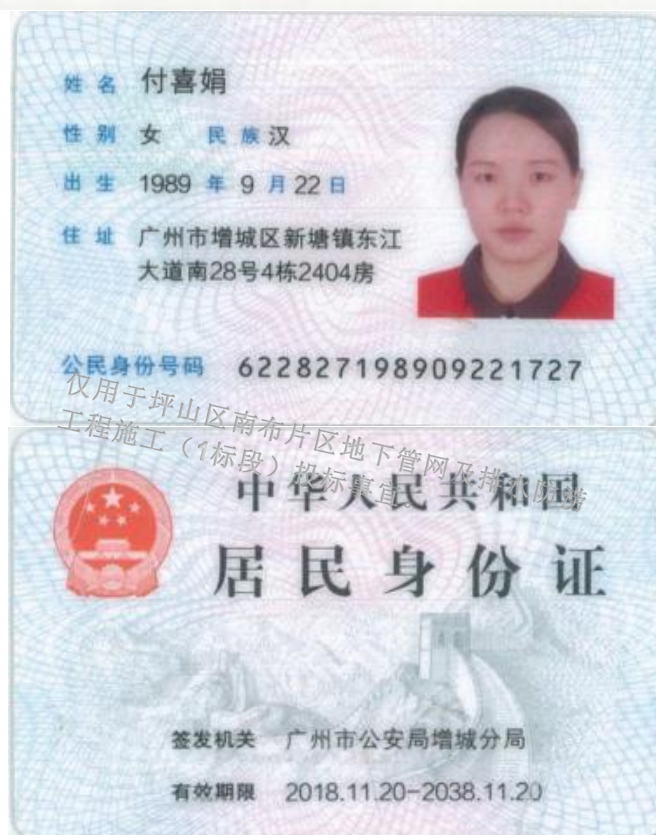 姓名 付喜娟
性别 女 民族 汉
出生 1989 年 9 月 22 日
住址 广州市增城区新塘镇东江
大道南28号4栋2404房
公民身份号码 622827198909221727
仅用于坪山区南布片区地下管网及排水防涝
工程施工（1标段）投标事宜
中华人民共和国
居民身份证
签发机关 广州市公安局增城分局
有效期限 2018.11.20-2038.11.20